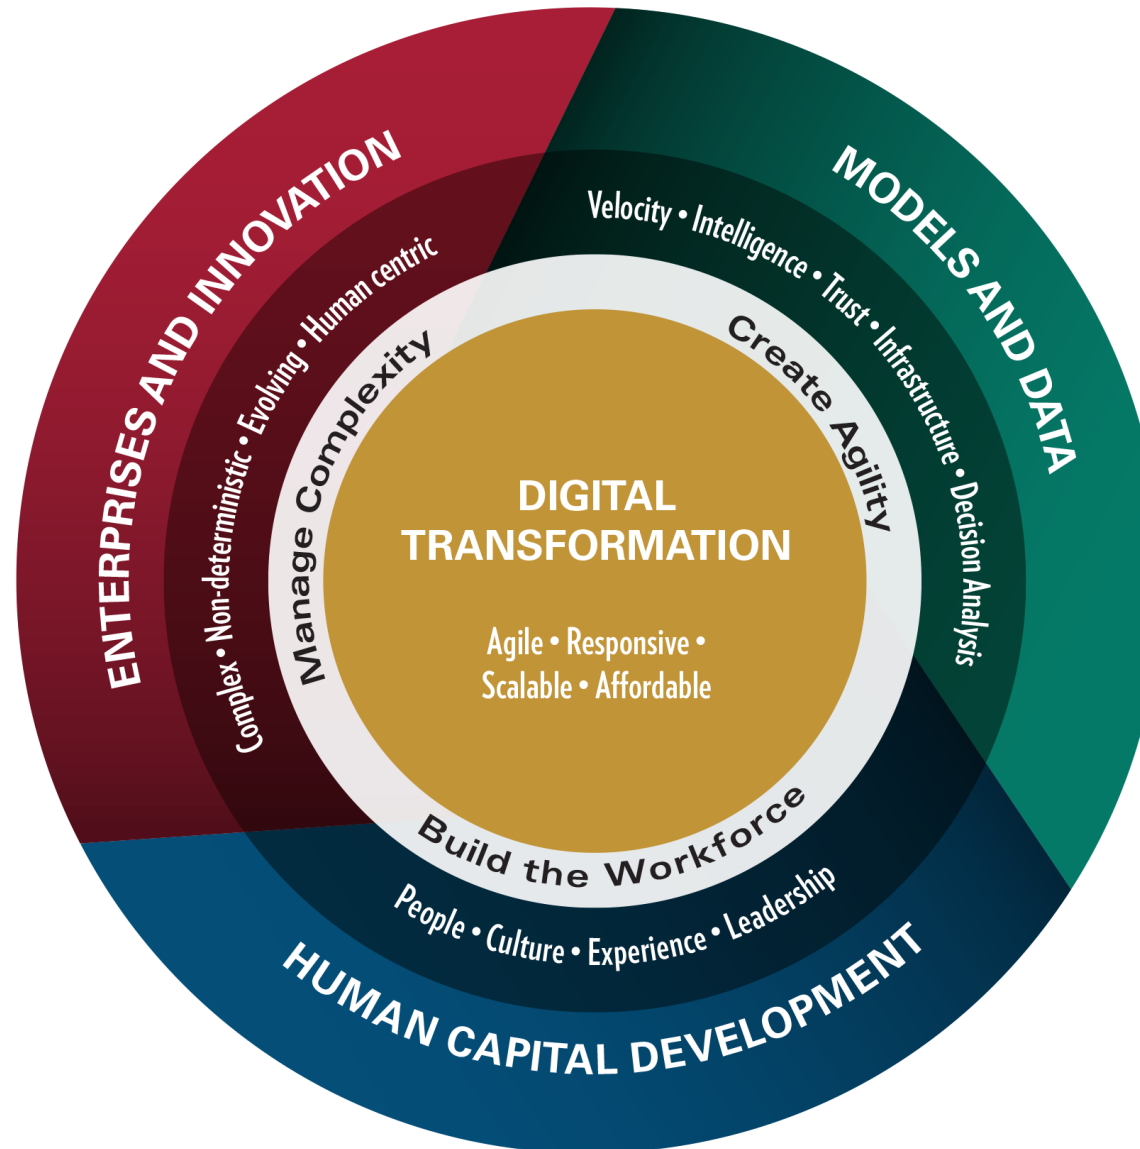 ENTERPRISES AND INNOVATION
Complex • Non-deterministic • Evolving • Human centric
Manage Complexity
MODELS AND DATA
Velocity • Intelligence • Trust • Infrastructure • Decision Analysis
Create Agility
DIGITAL
TRANSFORMATION
Agile • Responsive •
Scalable • Affordable
Build the Workforce
People • Culture • Experience • Leadership
HUMAN CAPITAL DEVELOPMENT